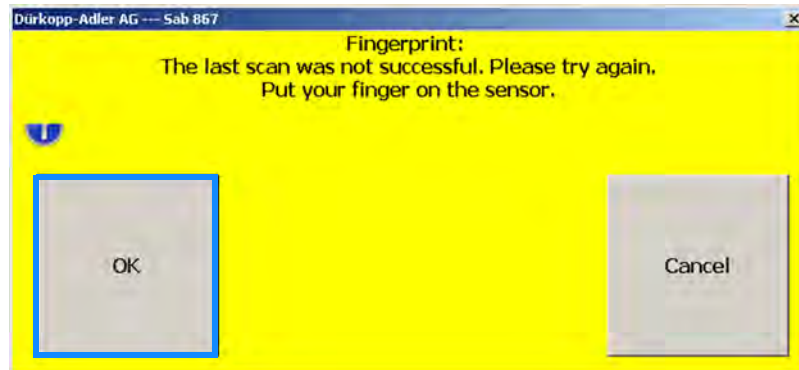 Dürkopp-Adler AG --- Sab 867
Fingerprint:
The last scan was not successful. Please try again.
Put your finger on the sensor.
OK
Cancel